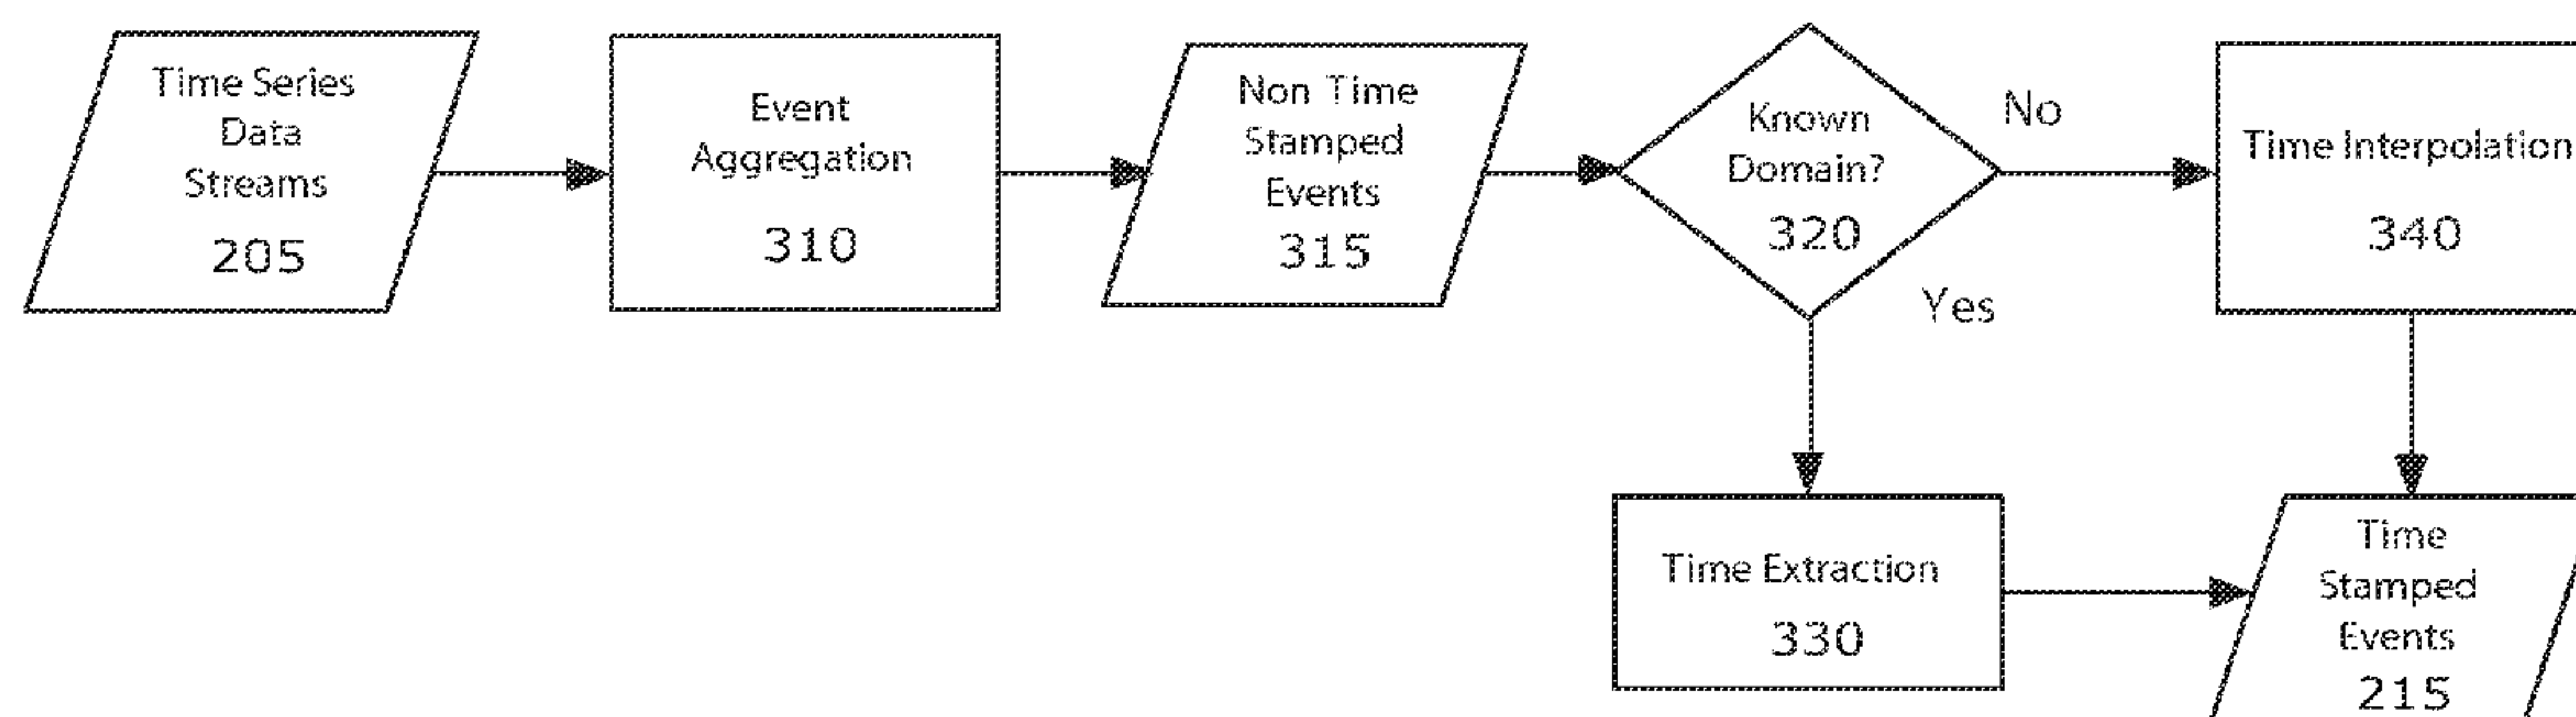 Time Series
Data
Streams
205
Event
Aggregation
310
Non Time
Stamped
Events
315
Known
Domain?
320
No
Yes
Time Interpolation
340
Time Extraction
330
Time
Stamped
Events
215